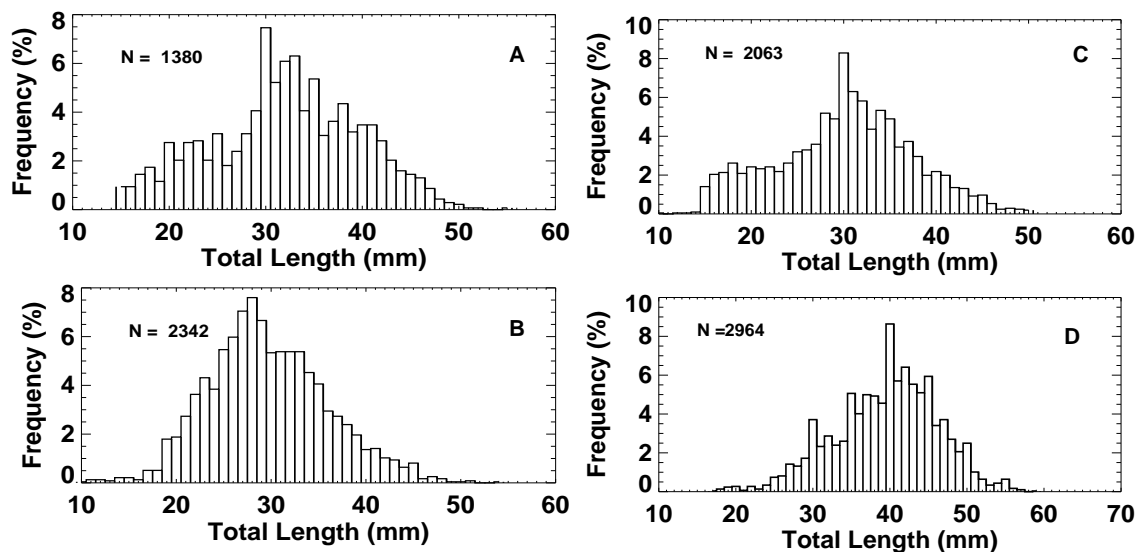 8
6
4
2
0
Frequency (%)
N = 1380
A
10 20 30 40 50 60
Total Length (mm)
8
6
4
2
0
Frequency (%)
N = 2342
B
10 20 30 40 50 60
Total Length (mm)
10
8
6
4
2
0
Frequency (%)
N = 2063
C
10 20 30 40 50 60
Total Length (mm)
10
8
6
4
2
0
Frequency (%)
N =2964
D
10 20 30 40 50 60 70
Total Length (mm)